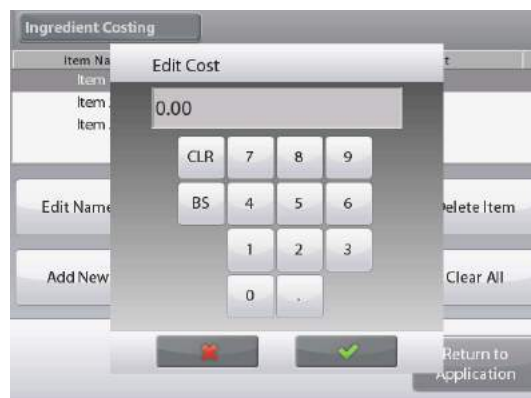 Ingredient Costing
Item Na
Edit Cost
t
Item
0.00
Item
Item
CLR 7 8 9
Edit Name
BS 4 5 6
Delete Item
1 2 3
Add New
Clear All
0 .
Return to
Application